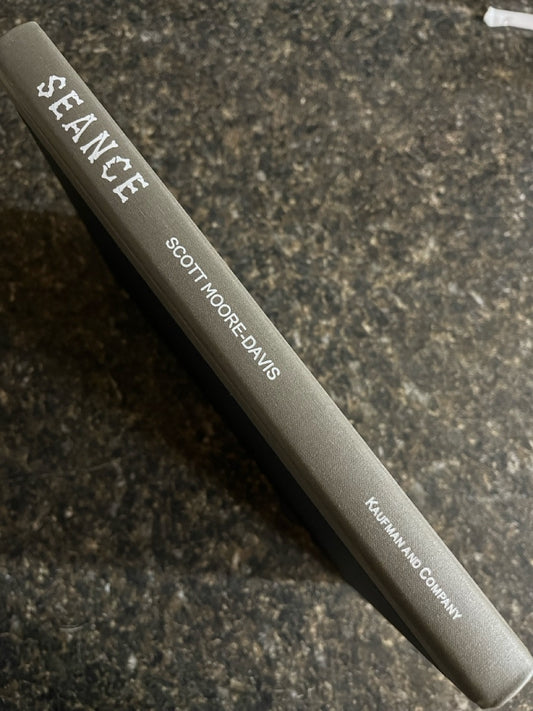 SEANCE
SCOTT MOORE-DAVIS
KAUFMAN AND COMPANY